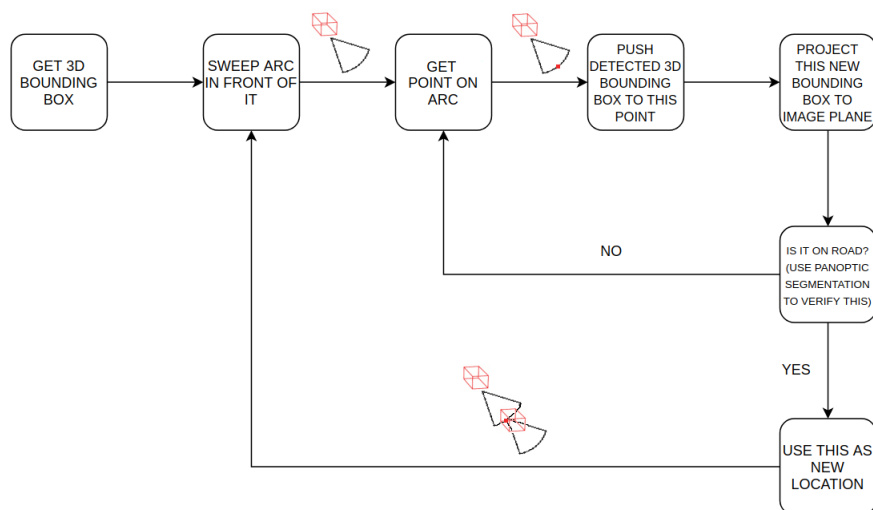 GET 3D
BOUNDING
BOX
SWEEP ARC
IN FRONT OF
IT
GET
POINT ON
ARC
PUSH
DETECTED 3D
BOUNDING
BOX TO THIS
POINT
PROJECT
THIS NEW
BOUNDING
BOX TO
IMAGE PLANE
IS IT ON ROAD?
(USE PANOPTIC
SEGMENTATION
TO VERIFY THIS)
NO
YES
USE THIS AS
NEW
LOCATION